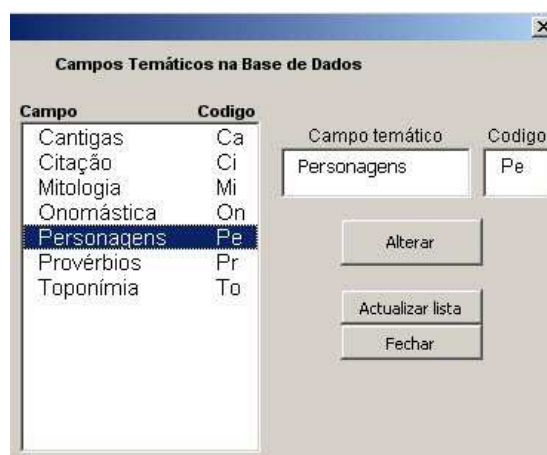 Campos Temáticos na Base de Dados
Campo Codigo
Cantigas Ca
Citação Ci
Mitologia Mi
Onomástica On
Personagens Pe
Provérbios Pr
Toponímia To
Campo temático Codigo
Personagens Pe
Alterar
Actualizar lista
Fechar